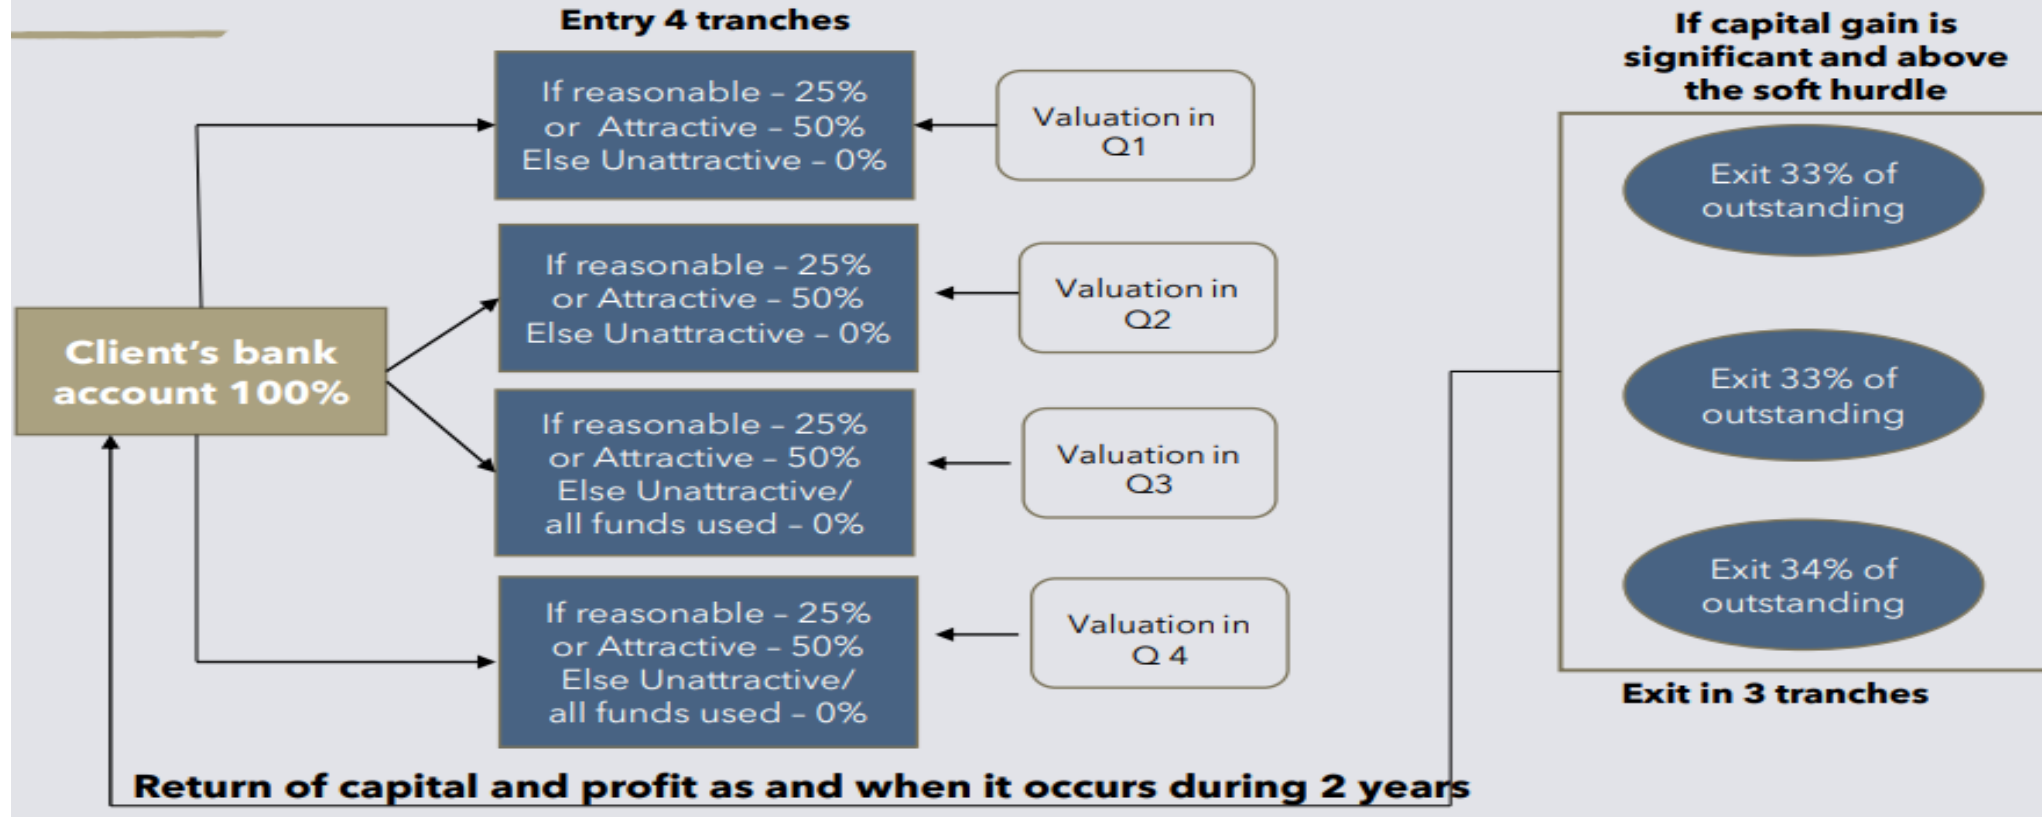 Entry 4 tranches
If reasonable – 25%
or Attractive – 50%
Else Unattractive – 0%
Valuation in
Q1
If reasonable – 25%
or Attractive – 50%
Else Unattractive – 0%
Valuation in
Q2
Client's bank
account 100%
If reasonable – 25%
or Attractive – 50%
Else Unattractive/
all funds used – 0%
Valuation in
Q3
If reasonable – 25%
or Attractive – 50%
Else Unattractive/
all funds used – 0%
Valuation in
Q 4
If capital gain is
significant and above
the soft hurdle
Exit 33% of
outstanding
Exit 33% of
outstanding
Exit 34% of
outstanding
Exit in 3 tranches
Return of capital and profit as and when it occurs during 2 years